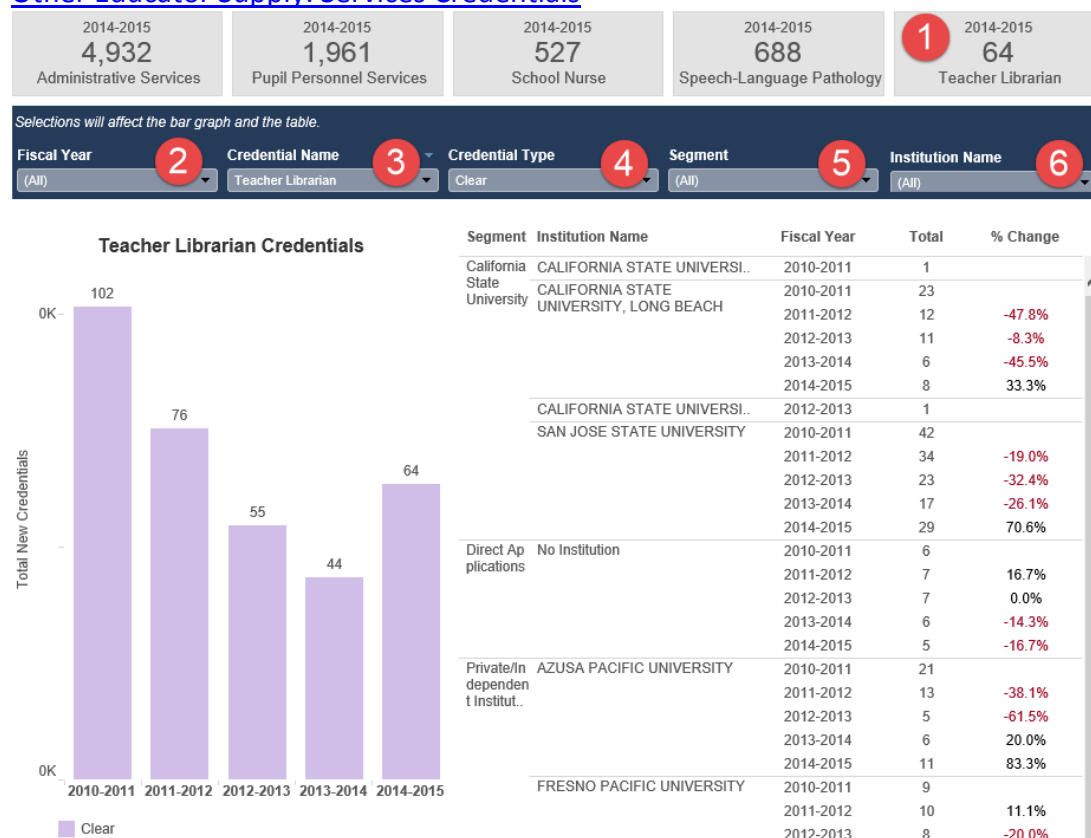 Other Educator Supply: Services Credentials
2014-2015 2014-2015 2014-2015 2014-2015 1 2014-2015
4,932 1,961 527 688 64
Administrative Services Pupil Personnel Services School Nurse Speech-Language Pathology Teacher Librarian
Selections will affect the bar graph and the table.
Fiscal Year 2 Credential Name 3 Credential Type 4 Segment 5 Institution Name 6
(All) Teacher Librarian Clear (All) (All)
Teacher Librarian Credentials
102
0K
76
64
55
44
Total New Credentials
0K
2010-2011 2011-2012 2012-2013 2013-2014 2014-2015
Clear
Segment Institution Name Fiscal Year Total % Change
California State University CALIFORNIA STATE UNIVERSI.. 2010-2011 1
CALIFORNIA STATE UNIVERSITY, LONG BEACH 2010-2011 23
2011-2012 12 -47.8%
2012-2013 11 -8.3%
2013-2014 6 -45.5%
2014-2015 8 33.3%
CALIFORNIA STATE UNIVERSI.. 2012-2013 1
SAN JOSE STATE UNIVERSITY 2010-2011 42
2011-2012 34 -19.0%
2012-2013 23 -32.4%
2013-2014 17 -26.1%
2014-2015 29 70.6%
Direct Ap plications No Institution 2010-2011 6
2011-2012 7 16.7%
2012-2013 7 0.0%
2013-2014 6 -14.3%
2014-2015 5 -16.7%
Private/In dependen t Institut.. AZUSA PACIFIC UNIVERSITY 2010-2011 21
2011-2012 13 -38.1%
2012-2013 5 -61.5%
2013-2014 6 20.0%
2014-2015 11 83.3%
FRESNO PACIFIC UNIVERSITY 2010-2011 9
2011-2012 10 11.1%
2012-2013 8 -20.0%